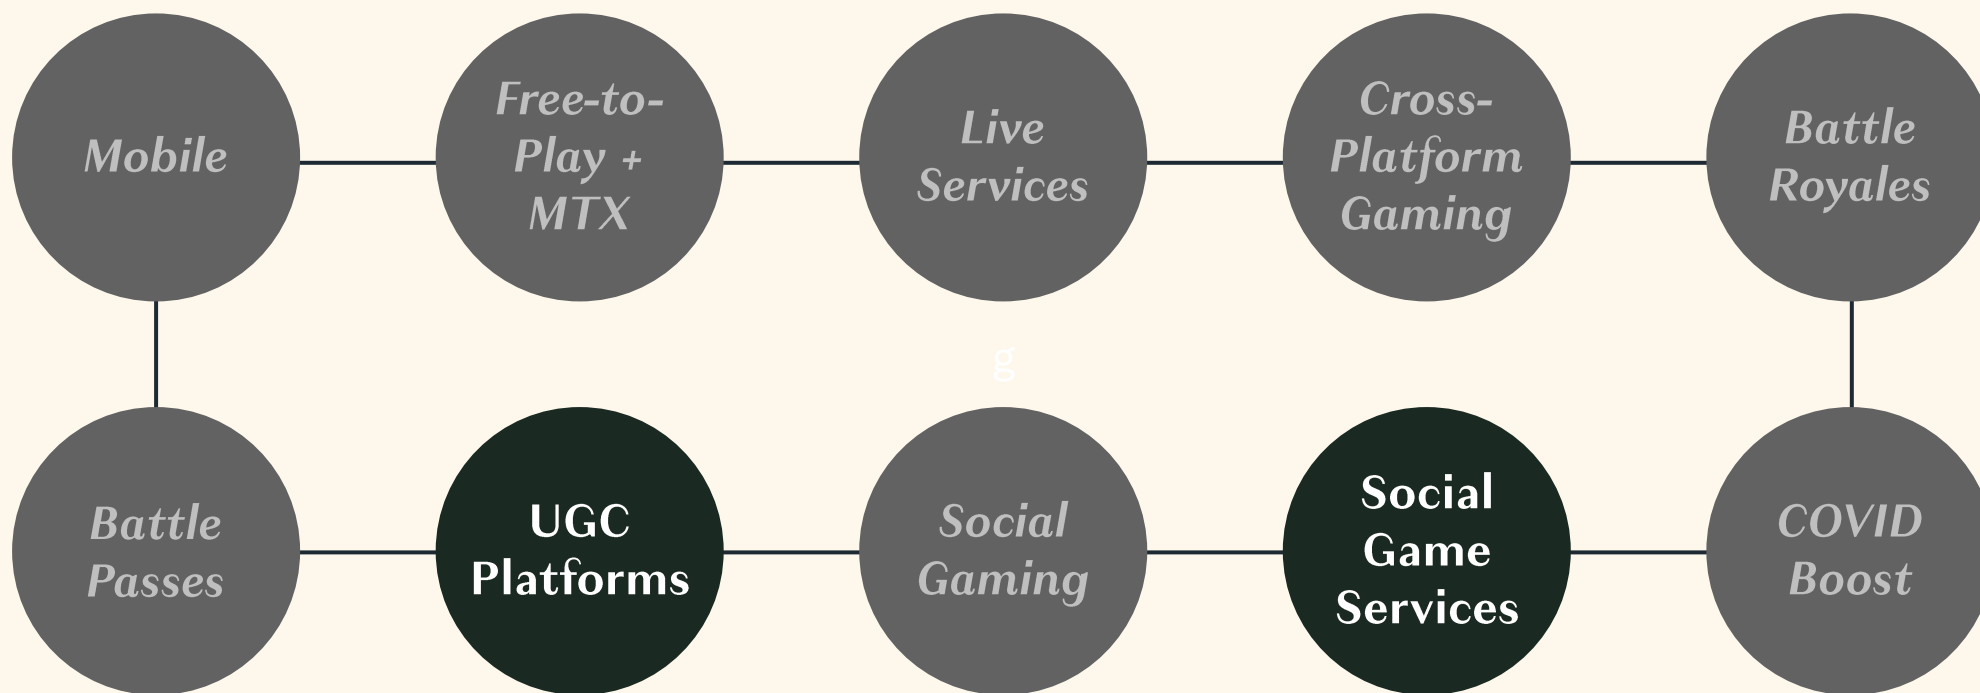 Mobile
Free-to-
Play +
MTX
Live
Services
Cross-
Platform
Gaming
Battle
Royales
g
Battle
Passes
UGC
Platforms
Social
Gaming
Social
Game
Services
COVID
Boost